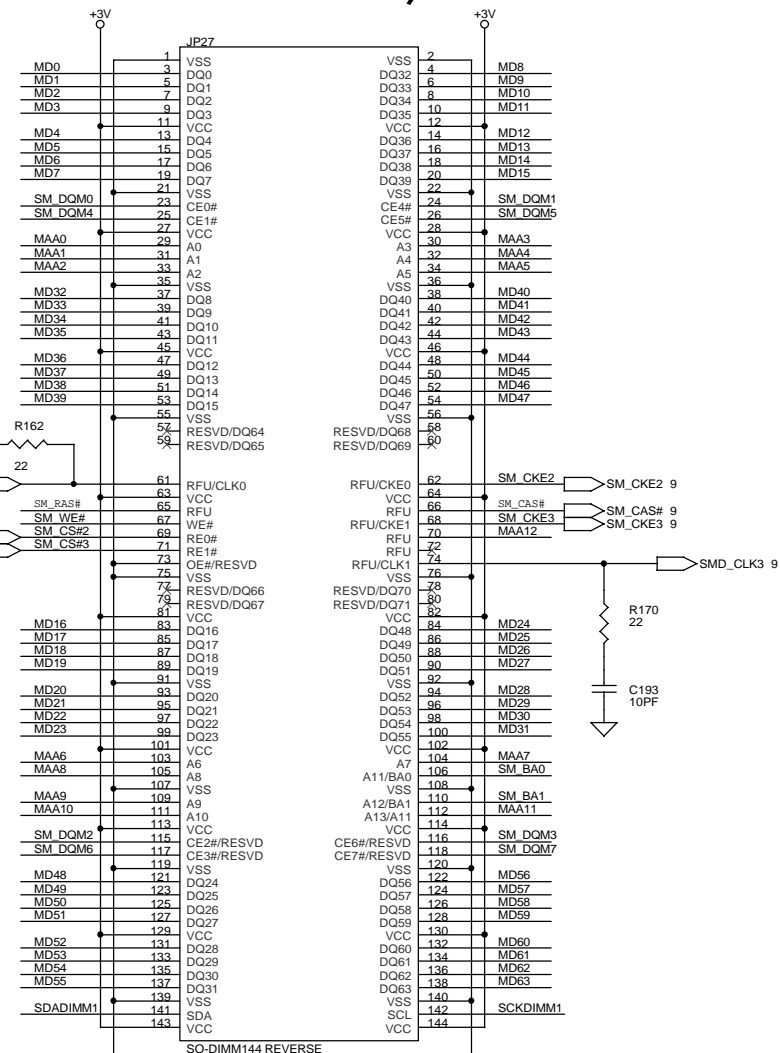 +3V +3V
JP27
1 VSS VSS 2
MD0 3 DQ0 DQ32 4 MD8
MD1 5 DQ1 DQ33 6 MD9
MD2 7 DQ2 DQ34 8 MD10
MD3 9 DQ3 DQ35 10 MD11
11 VCC VCC 12
MD4 13 DQ4 DQ36 14 MD12
MD5 15 DQ5 DQ37 16 MD13
MD6 17 DQ6 DQ38 18 MD14
MD7 19 DQ7 DQ39 20 MD15
21 VSS VSS 22
SM_DQM0 23 CE0# CE4# 24 SM_DQM1
SM_DQM4 25 CE1# CE5# 26 SM_DQM5
27 VCC VCC 28
MAA0 29 A0 A3 30 MAA3
MAA1 31 A1 A4 32 MAA4
MAA2 33 A2 A5 34 MAA5
35 VSS VSS 36
MD32 37 DQ8 DQ40 38 MD40
MD33 39 DQ9 DQ41 40 MD41
MD34 41 DQ10 DQ42 42 MD42
MD35 43 DQ11 DQ43 44 MD43
45 VCC VCC 46
MD36 47 DQ12 DQ44 48 MD44
MD37 49 DQ13 DQ45 50 MD45
MD38 51 DQ14 DQ46 52 MD46
MD39 53 DQ15 DQ47 54 MD47
55 VSS VSS 56
R162 57 RESVD/DQ64 RESVD/DQ68 58
59 RESVD/DQ65 RESVD/DQ69 60
22
61 RFU/CLK0 RFU/CKE0 62 SM_CKE2 SM_CKE2 9
63 VCC VCC 64
SM_RAS# 65 RFU RFU 66 SM_CAS# SM_CAS# 9
SM_WE# 67 WE# RFU/CKE1 68 SM_CKE3 SM_CKE3 9
SM_CS#2 69 RE0# RFU 70 MAA12
SM_CS#3 71 RE1# RFU 72
73 OE#/RESVD RFU/CLK1 74 SMD_CLK3 9
75 VSS VSS 76
77 RESVD/DQ66 RESVD/DQ70 78
79 RESVD/DQ67 RESVD/DQ71 80
81 VCC VCC 82
R170
22
MD16 83 DQ16 DQ48 84 MD24
MD17 85 DQ17 DQ49 86 MD25
MD18 87 DQ18 DQ50 88 MD26
MD19 89 DQ19 DQ51 90 MD27
91 VSS VSS 92
MD20 93 DQ20 DQ52 94 MD28
MD21 95 DQ21 DQ53 96 MD29
MD22 97 DQ22 DQ54 98 MD30
MD23 99 DQ23 DQ55 100 MD31
C193
10PF
101 VCC VCC 102
MAA6 103 A6 A7 104 MAA7
MAA8 105 A8 A11/BA0 106 SM_BA0
107 VSS VSS 108
MAA9 109 A9 A12/BA1 110 SM_BA1
MAA10 111 A10 A13/A11 112 MAA11
113 VCC VCC 114
SM_DQM2 115 CE2#/RESVD CE6#/RESVD 116 SM_DQM3
SM_DQM6 117 CE3#/RESVD CE7#/RESVD 118 SM_DQM7
119 VSS VSS 120
MD48 121 DQ24 DQ56 122 MD56
MD49 123 DQ25 DQ57 124 MD57
MD50 125 DQ26 DQ58 126 MD58
MD51 127 DQ27 DQ59 128 MD59
129 VCC VCC 130
MD52 131 DQ28 DQ60 132 MD60
MD53 133 DQ29 DQ61 134 MD61
MD54 135 DQ30 DQ62 136 MD62
MD55 137 DQ31 DQ63 138 MD63
139 VSS VSS 140
SDADIMM1 141 SDA SCL 142 SCKDIMM1
143 VCC VCC 144
SO-DIMM144 REVERSE